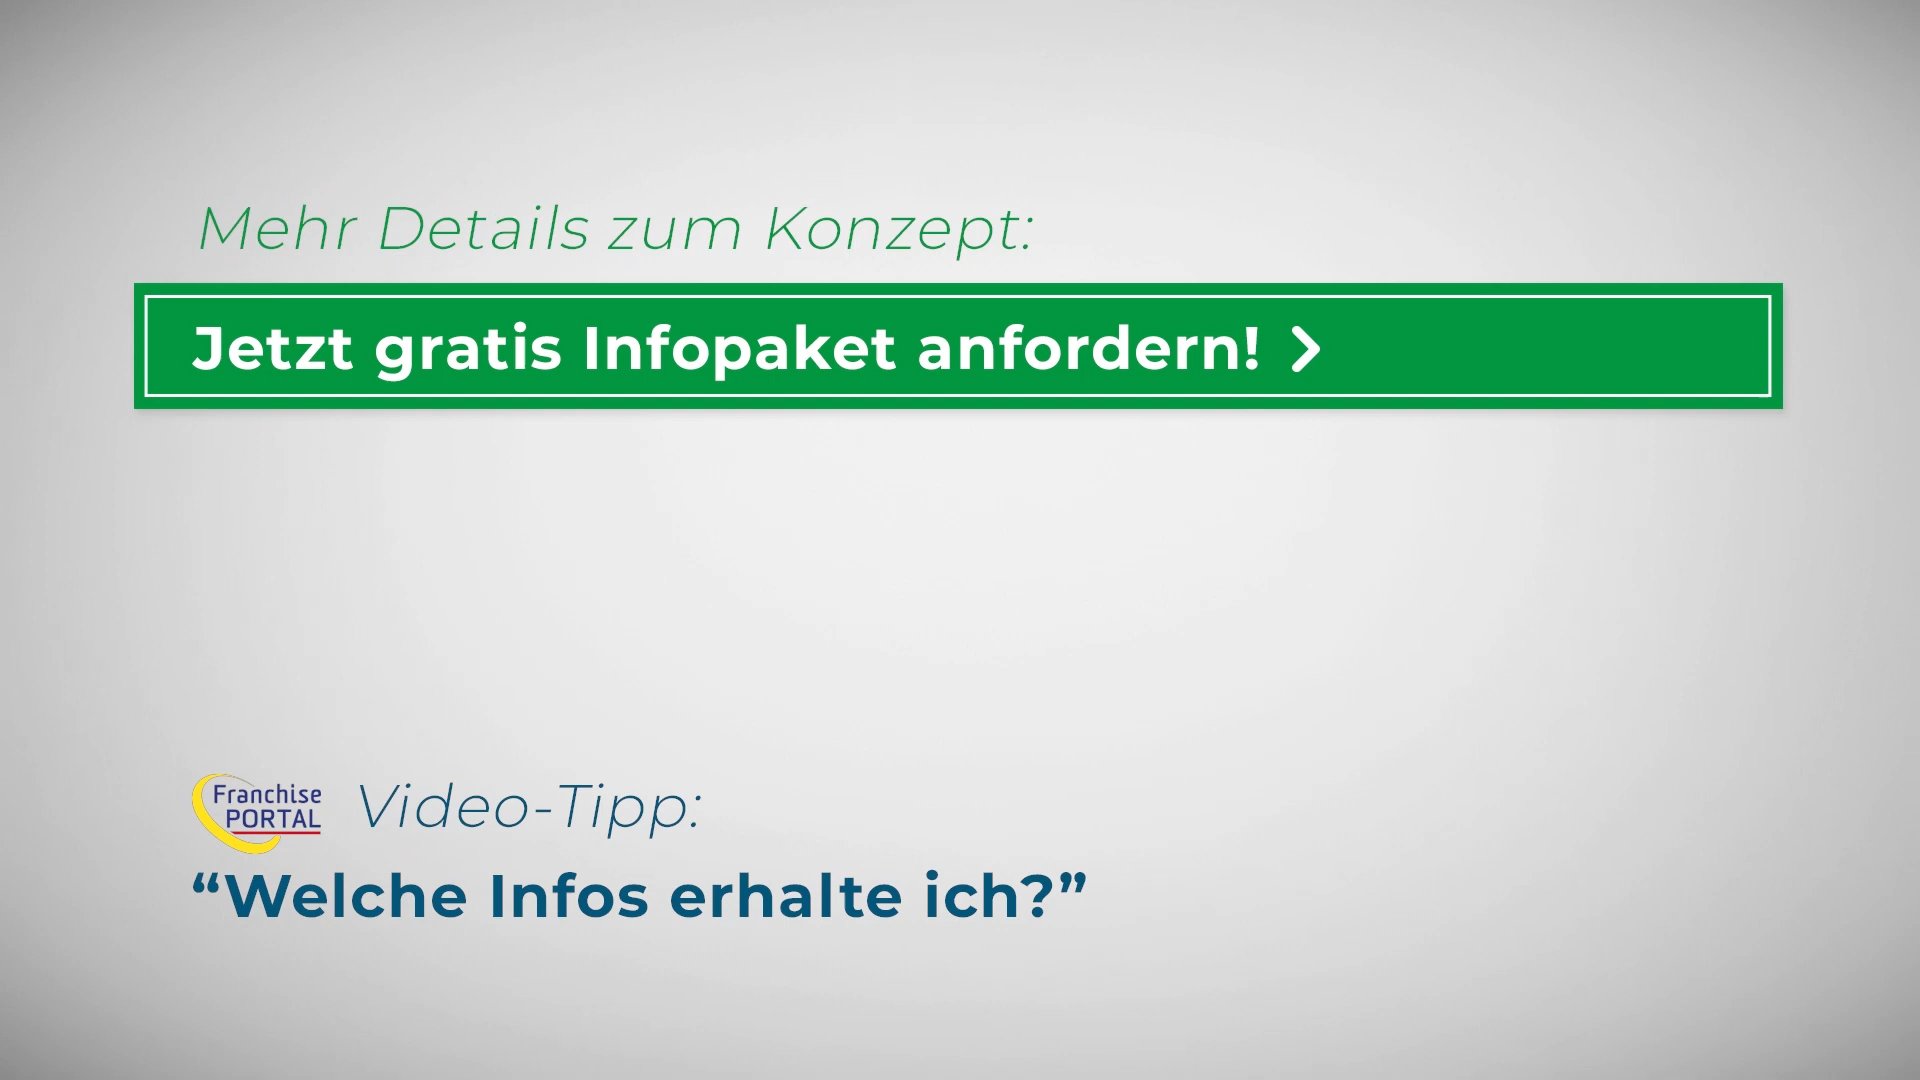 Mehr Details zum Konzept:
Jetzt gratis Infopaket anfordern! >
Franchise
PORTAL
Video-Tipp:
“Welche Infos erhalte ich?”